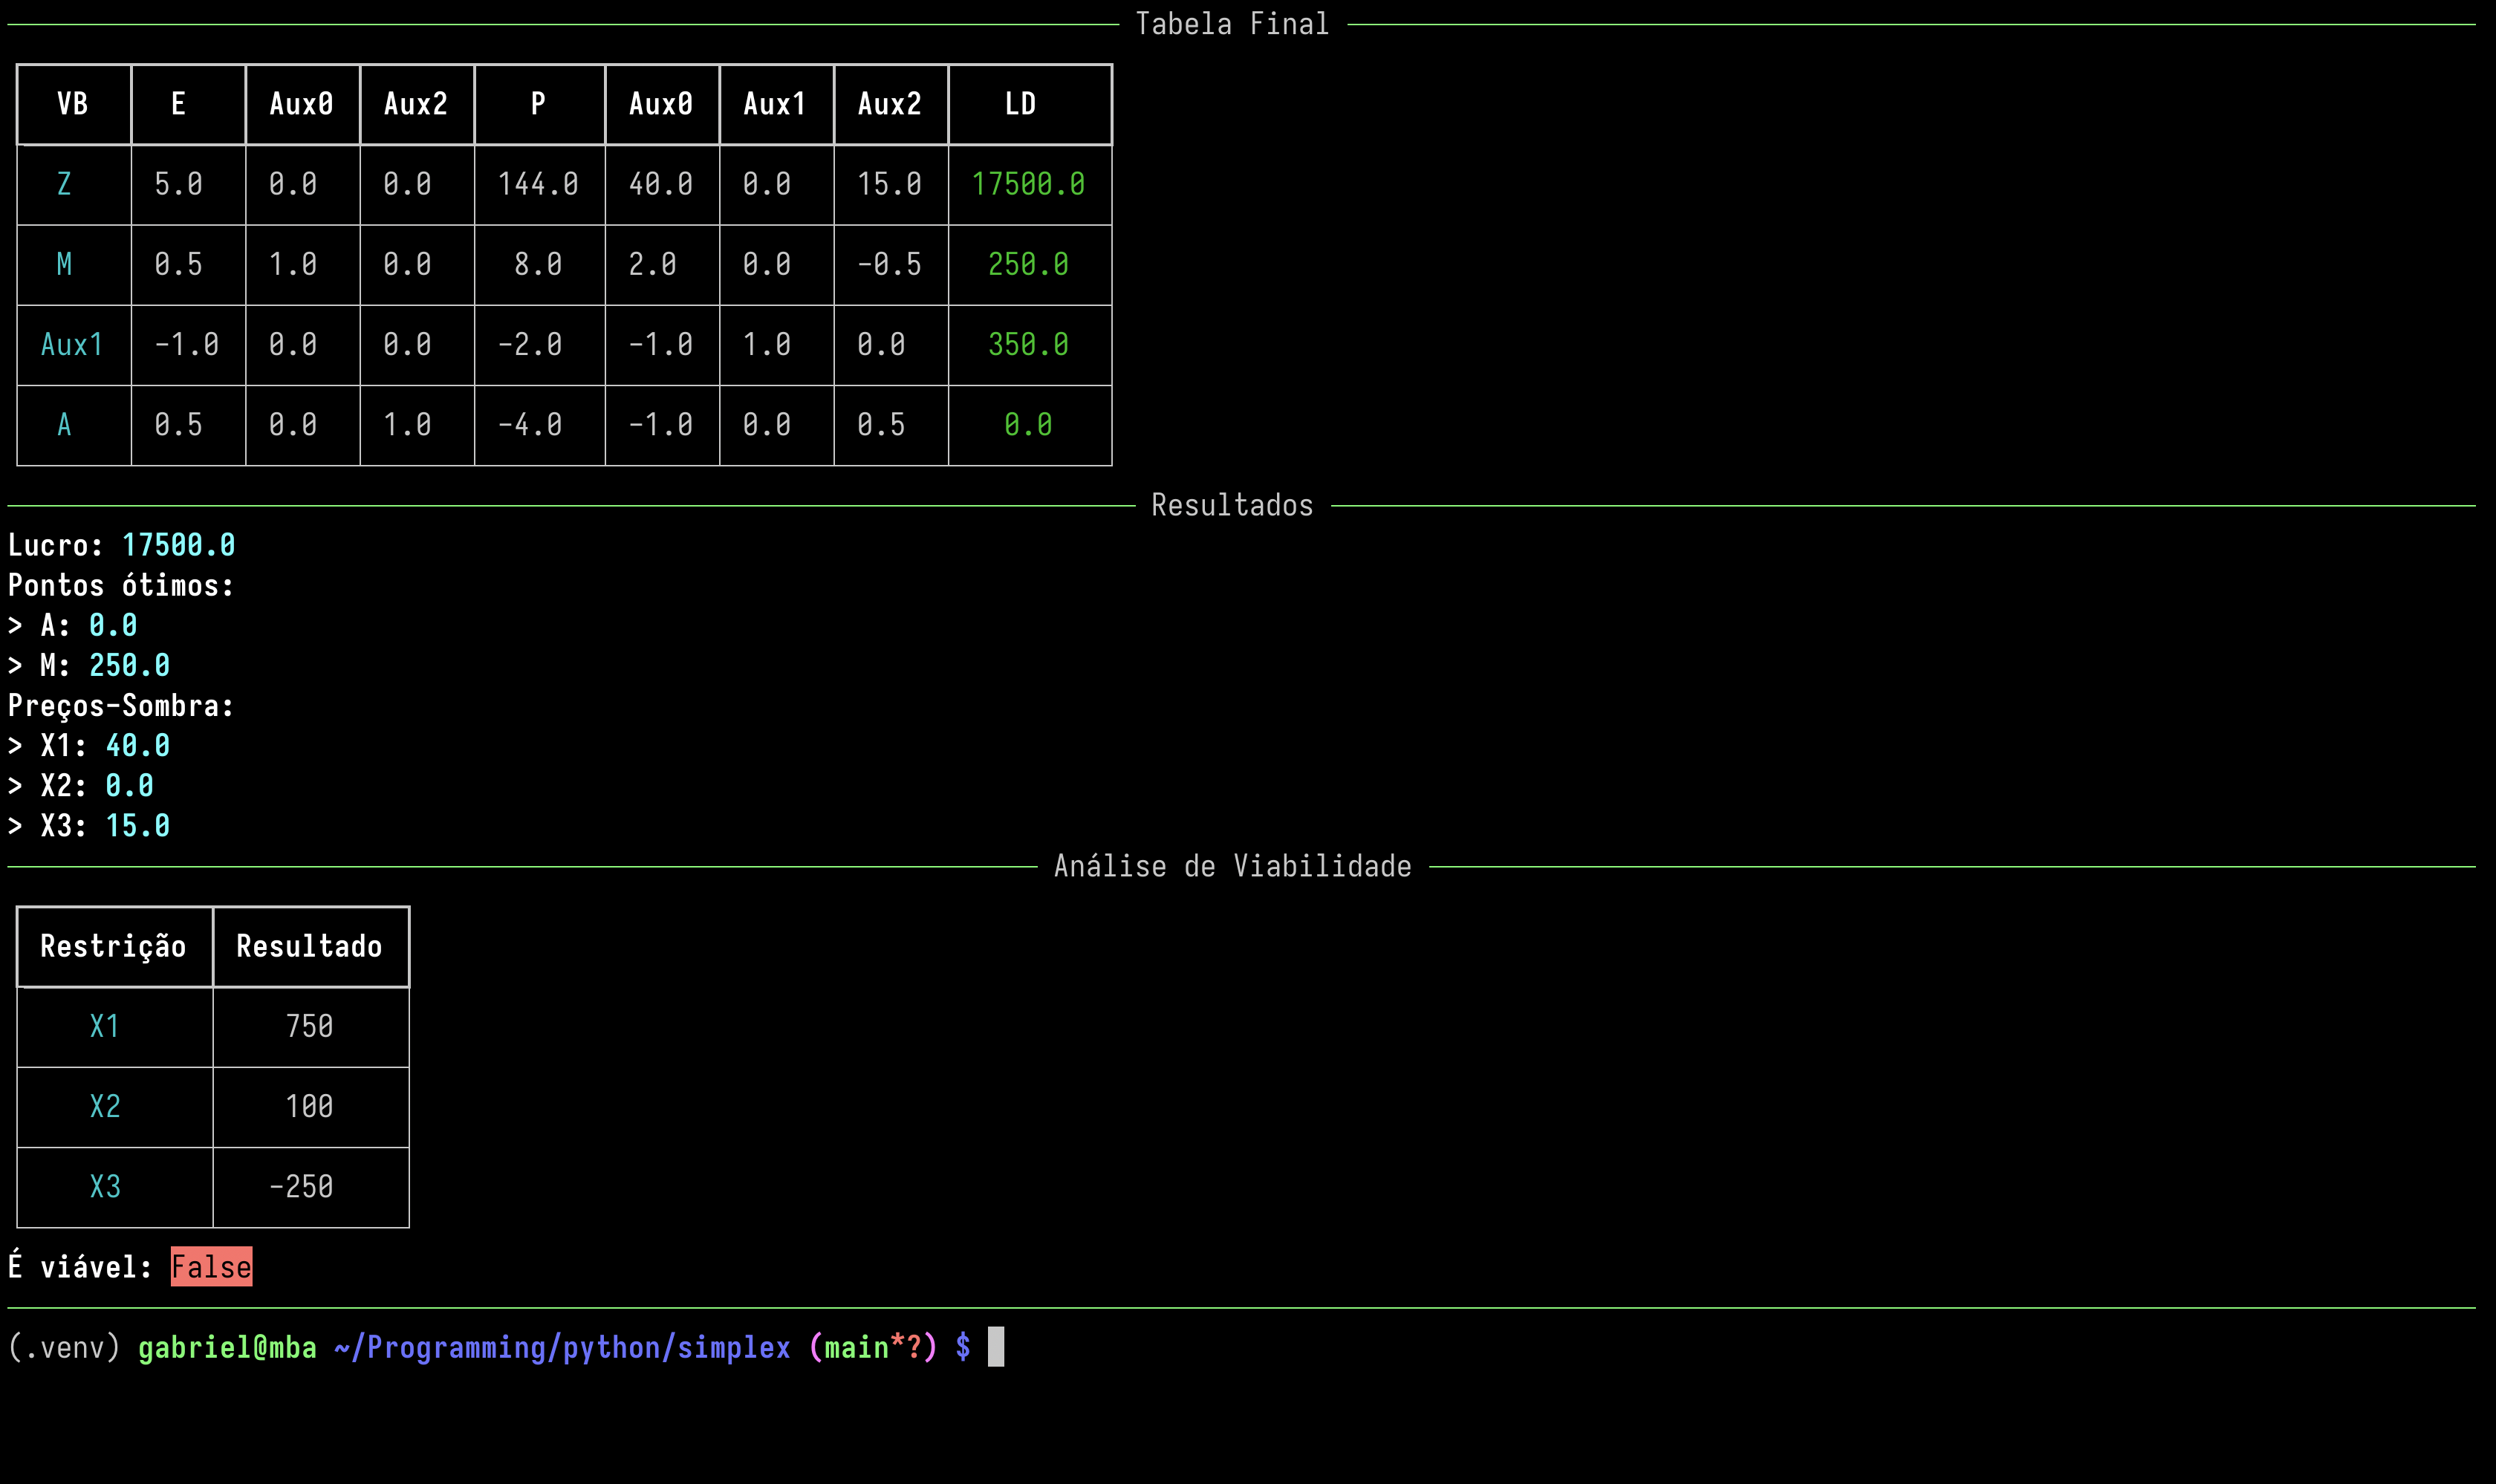 Tabela Final
VB E Aux0 Aux2 P Aux0 Aux1 Aux2 LD
Z 5.0 0.0 0.0 144.0 40.0 0.0 15.0 17500.0
M 0.5 1.0 0.0 8.0 2.0 0.0 -0.5 250.0
Aux1 -1.0 0.0 0.0 -2.0 -1.0 1.0 0.0 350.0
A 0.5 0.0 1.0 -4.0 -1.0 0.0 0.5 0.0
Resultados
Lucro: 17500.0
Pontos ótimos:
> A: 0.0
> M: 250.0
Preços-Sombra:
> X1: 40.0
> X2: 0.0
> X3: 15.0
Análise de Viabilidade
Restrição Resultado
X1 750
X2 100
X3 -250
É viável: False
(.venv) gabriel@mba ~/Programming/python/simplex (main*?) $